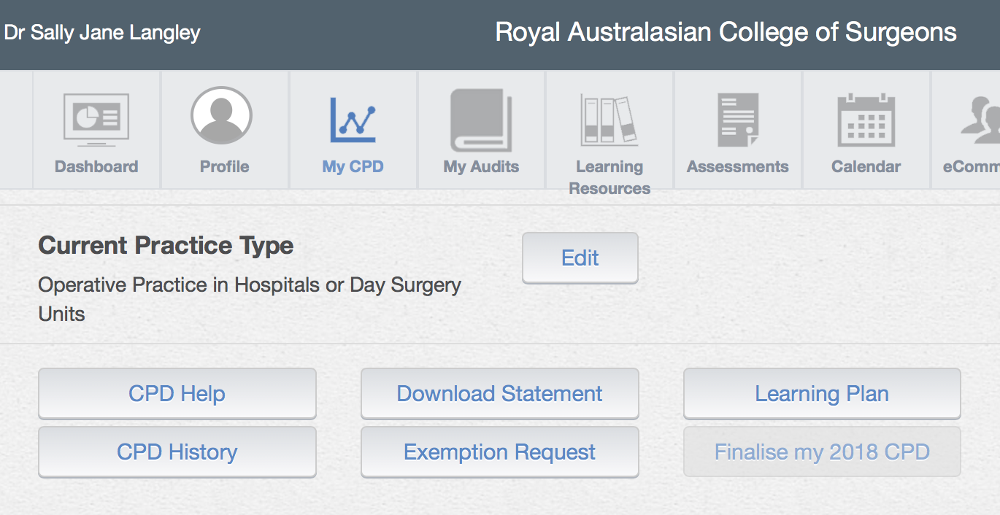 Dr Sally Jane Langley
Royal Australasian College of Surgeons
Dashboard
Profile
My CPD
My Audits
Learning
Resources
Assessments
Calendar
eComm
Current Practice Type
Edit
Operative Practice in Hospitals or Day Surgery
Units
CPD Help
Download Statement
Learning Plan
CPD History
Exemption Request
Finalise my 2018 CPD